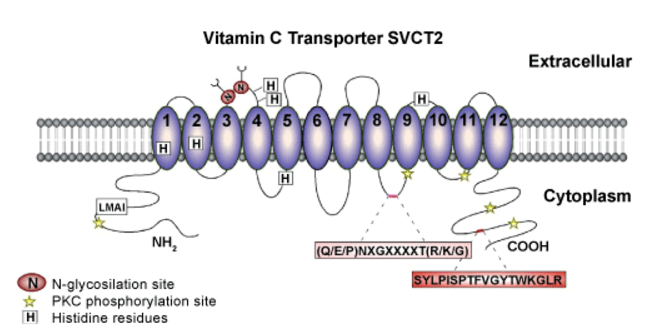 Vitamin C Transporter SVCT2
Extracellular
N N H
H H
1 2 3 4 5 6 7 8 9 10 11 12
H H
H
Cytoplasm
LMAI
NH2
COOH
(Q/E/P)NXGXXXXT(R/K/G)
SYLPISPTFVGYTWKGLR
N N-glycosilation site
PKC phosphorylation site
H Histidine residues